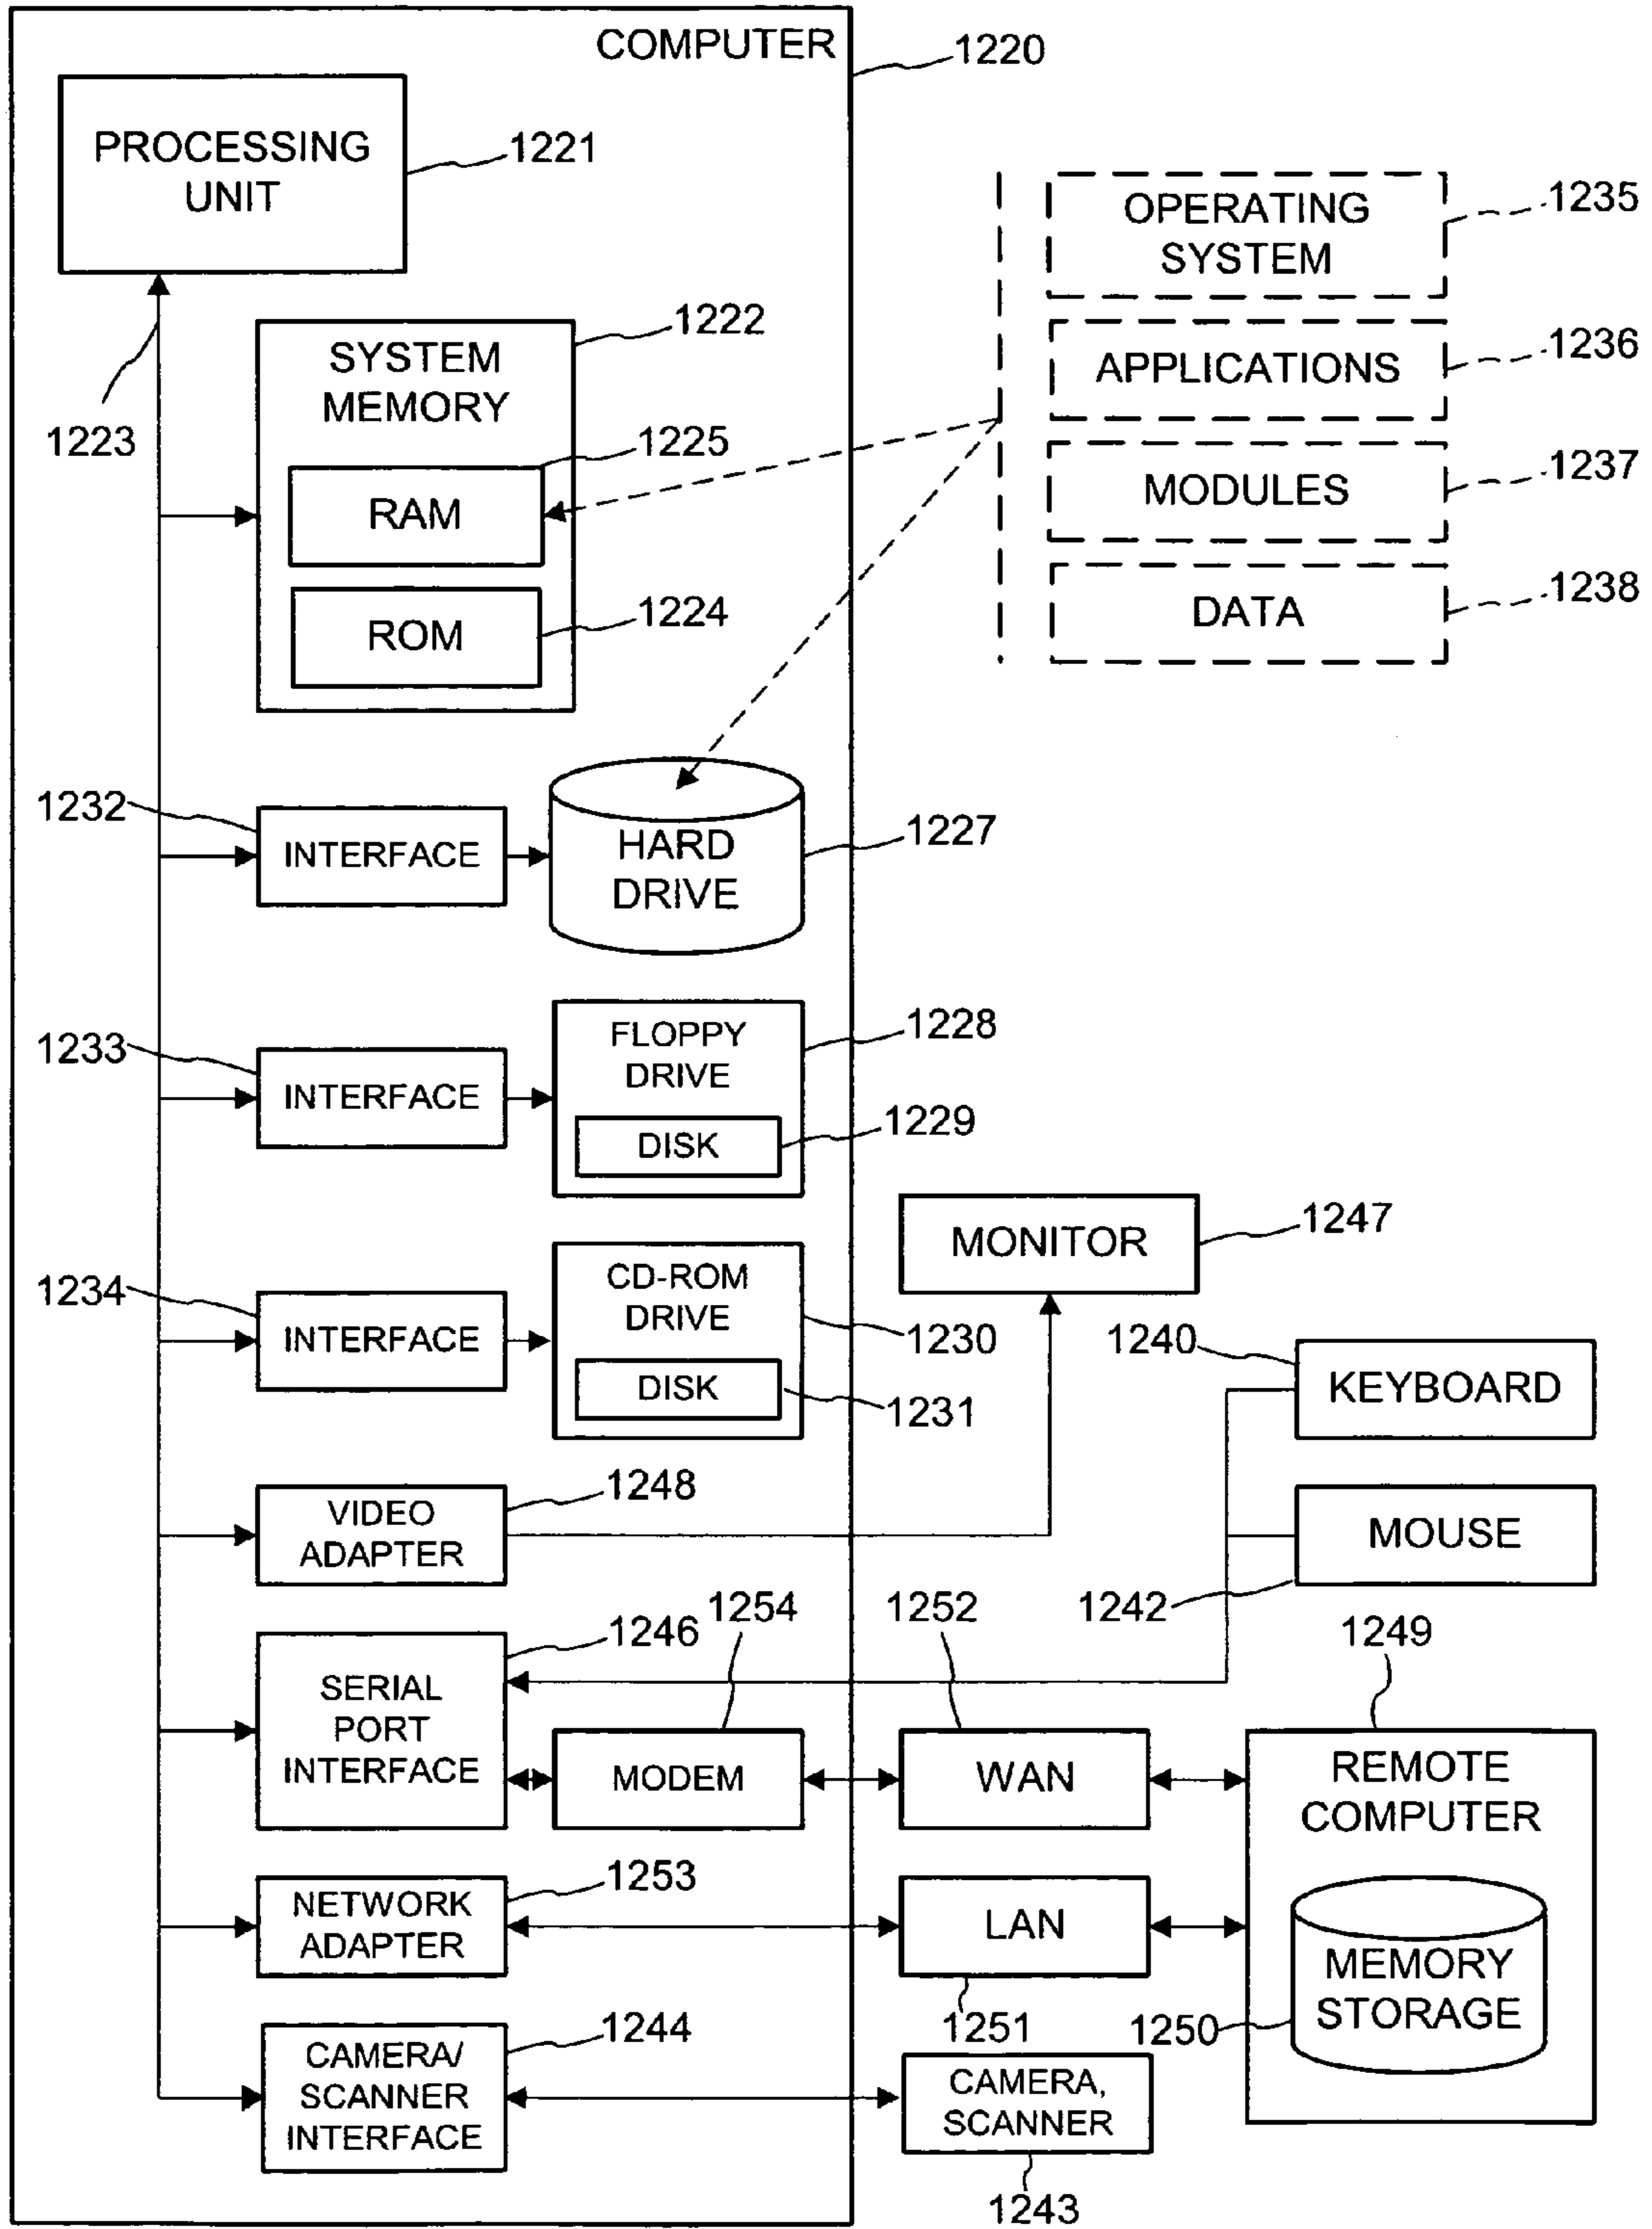 COMPUTER
1220
PROCESSING
UNIT
1221
OPERATING
SYSTEM
1235
1222
SYSTEM
MEMORY
1223
1225
RAM
1224
ROM
APPLICATIONS
1236
MODULES
1237
DATA
1238
1232
INTERFACE
HARD
DRIVE
1227
1233
INTERFACE
FLOPPY
DRIVE
1228
DISK
1229
1234
INTERFACE
CD-ROM
DRIVE
1230
DISK
1231
MONITOR
1247
1240
KEYBOARD
MOUSE
1242
VIDEO
ADAPTER
1248
1246
SERIAL
PORT
INTERFACE
1254
MODEM
1252
WAN
1249
REMOTE
COMPUTER
MEMORY
STORAGE
1250
NETWORK
ADAPTER
1253
LAN
1251
CAMERA/
SCANNER
INTERFACE
1244
CAMERA,
SCANNER
1243